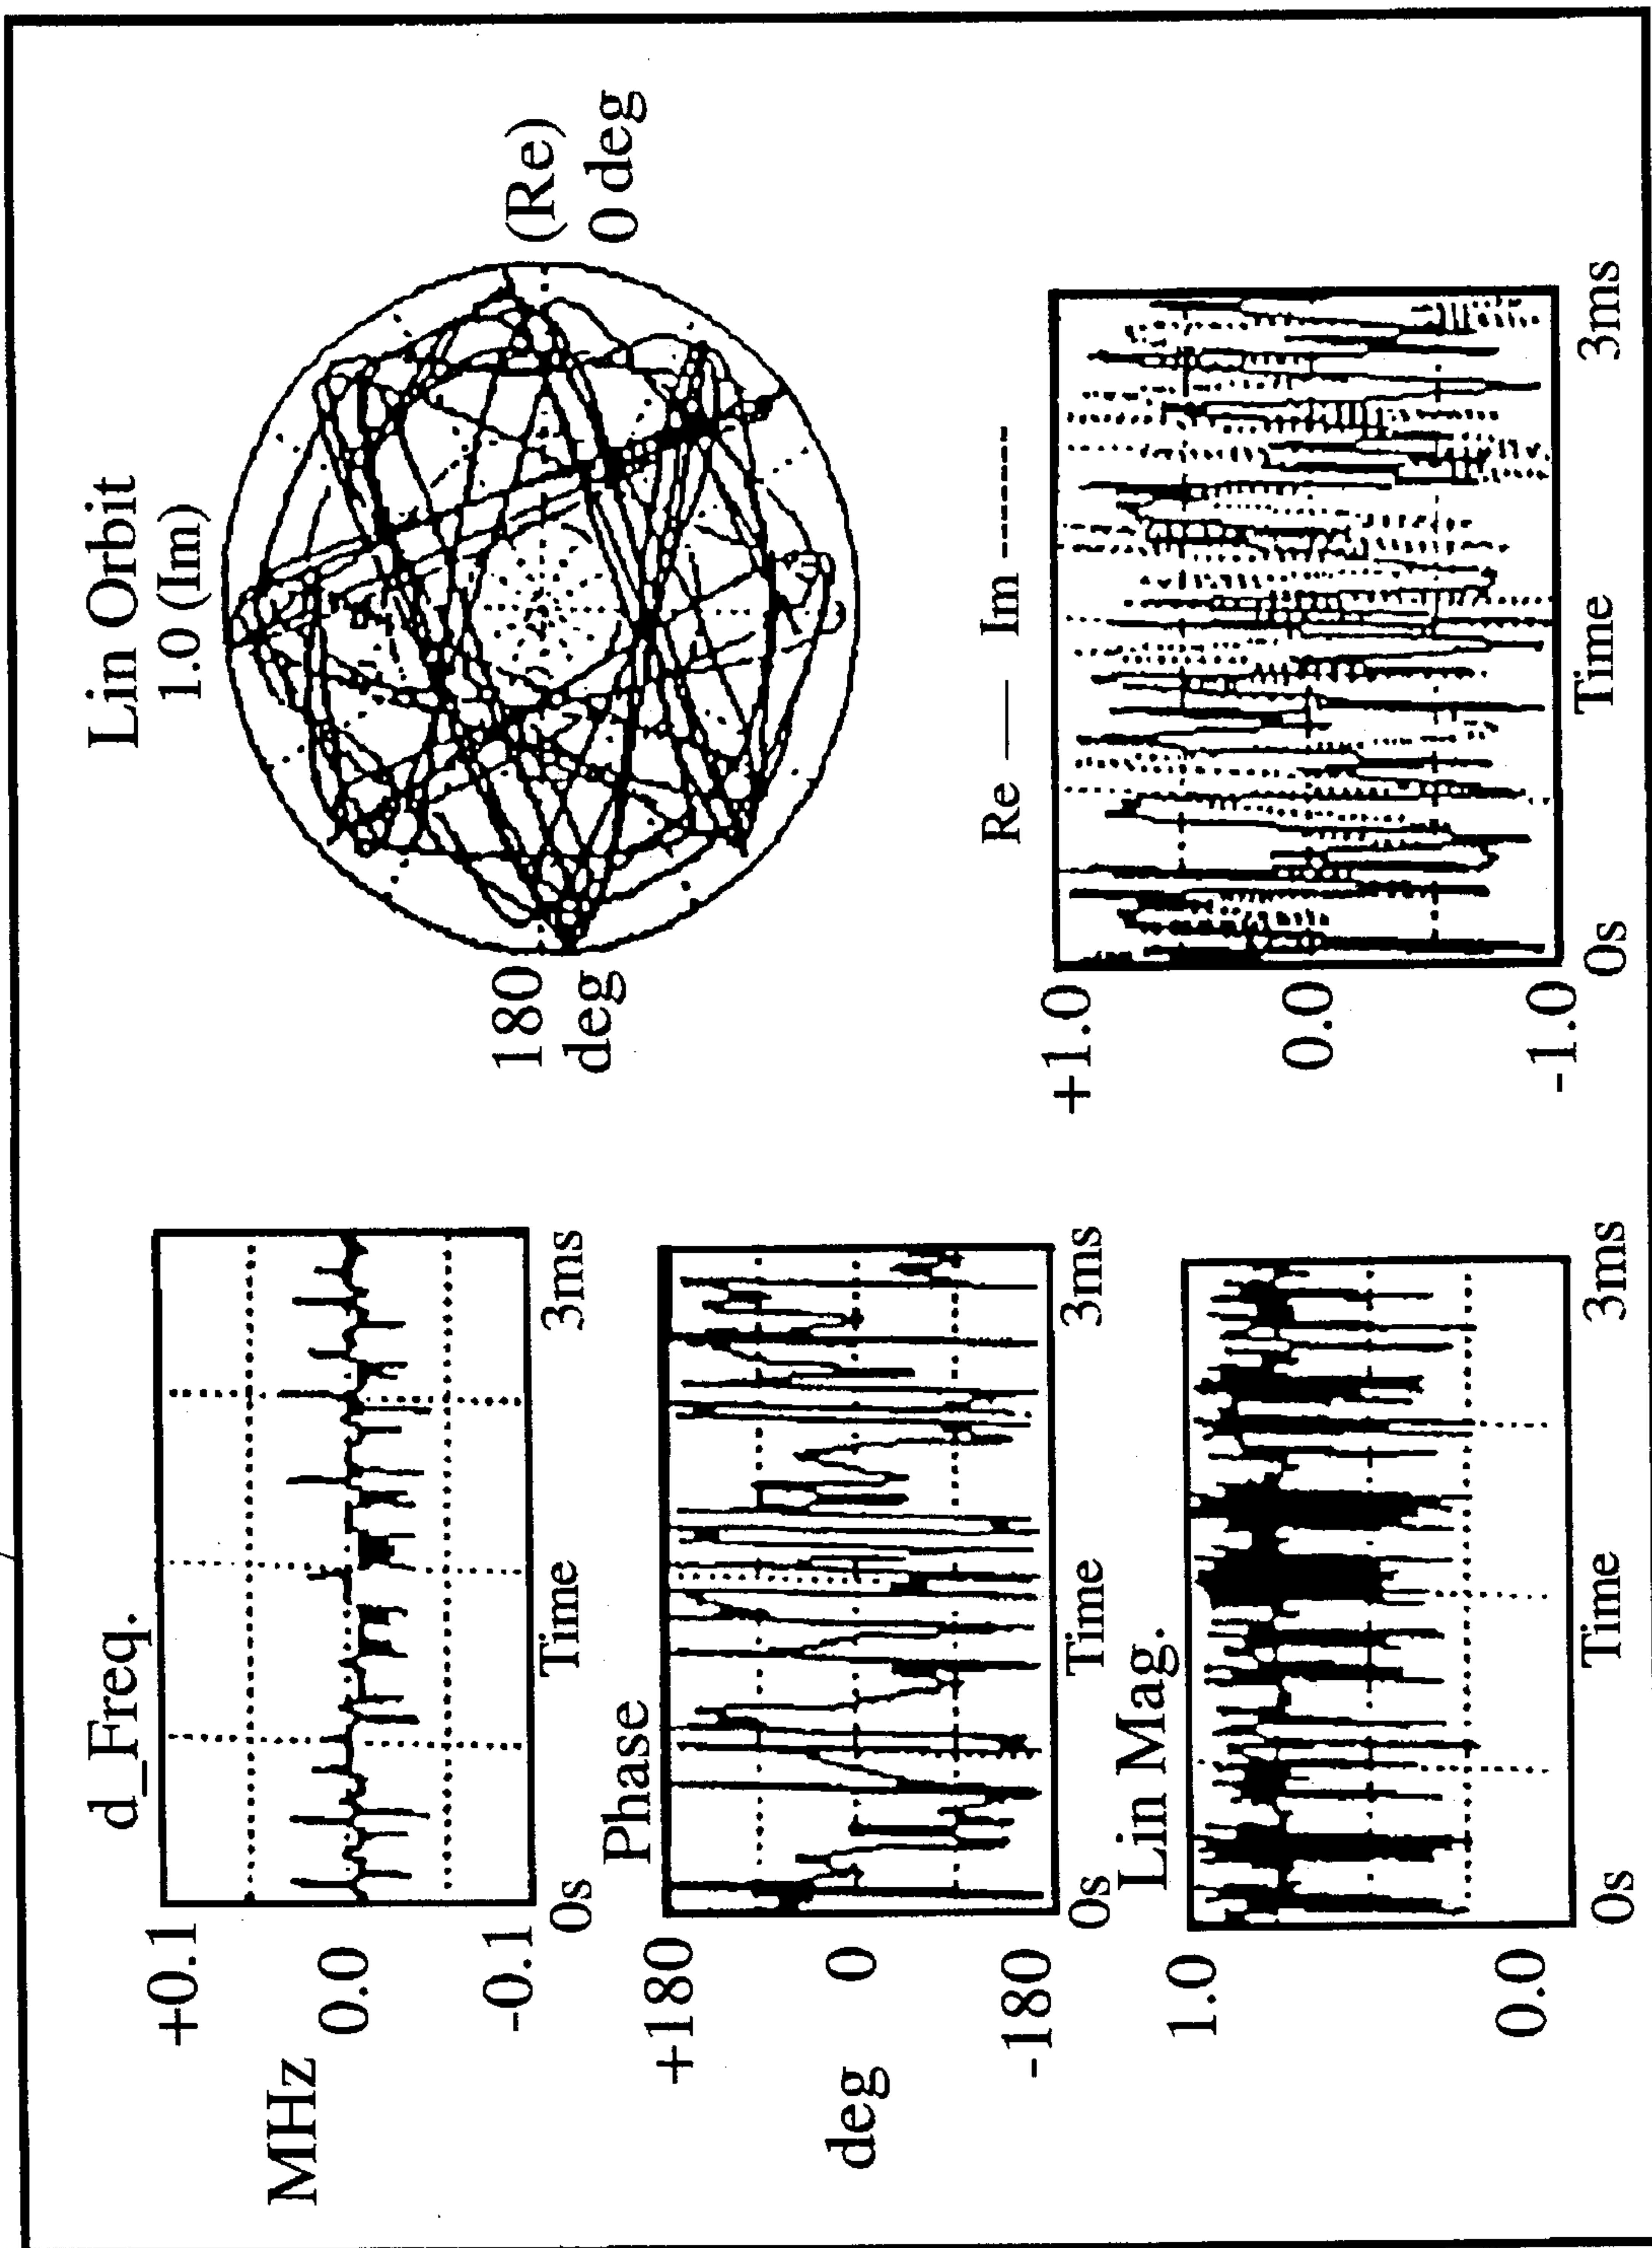 d_Freq.
+0.1
MHz
0.0
-0.1
0s
Time
3ms
Phase
+180
deg
0
-180
0s
Time
3ms
Lin Mag.
1.0
0.0
0s
Time
3ms
Lin Orbit
1.0 (Im)
180
deg
(Re)
0 deg
Re —— Im ------
+1.0
0.0
-1.0
0s
Time
3ms